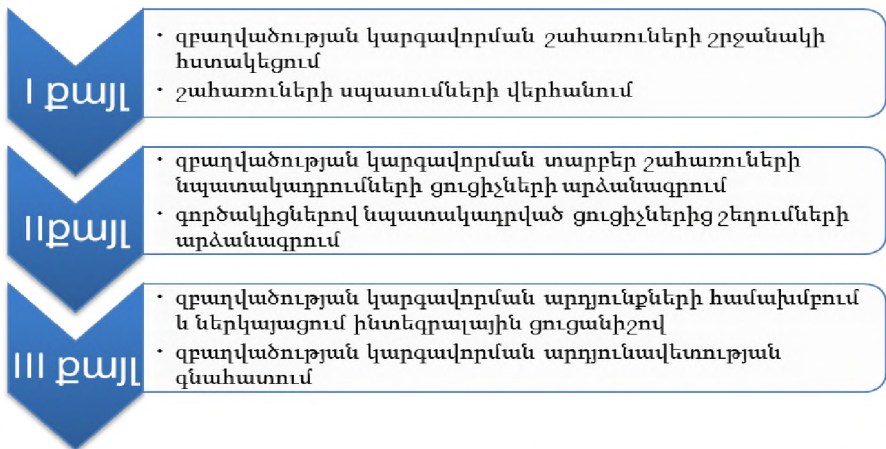 I քայլ
• զբաղվածության կարգավորման շահառուների շրջանակի
հստակեցում
• շահառուների սպասումների վերհանում
IIքայլ
• զբաղվածության կարգավորման տարբեր շահառուների
նպատակադրումների ցուցիչների արձանագրում
• գործակիցներով նպատակադրված ցուցիչներից շեղումների
արձանագրում
III քայլ
• զբաղվածության կարգավորման արդյունքների համախմբում
և ներկայացում ինտեգրալային ցուցանիշով
• զբաղվածության կարգավորման արդյունավետության
գնահատում